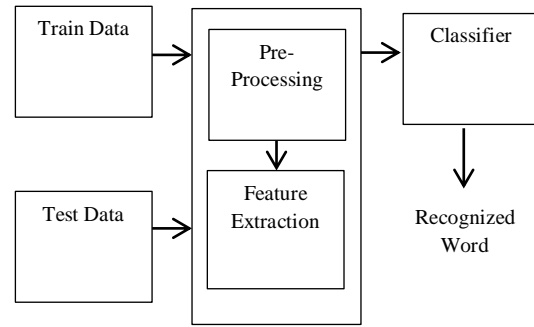 Train Data
Pre-
Processing
Classifier
Test Data
Feature
Extraction
Recognized
Word